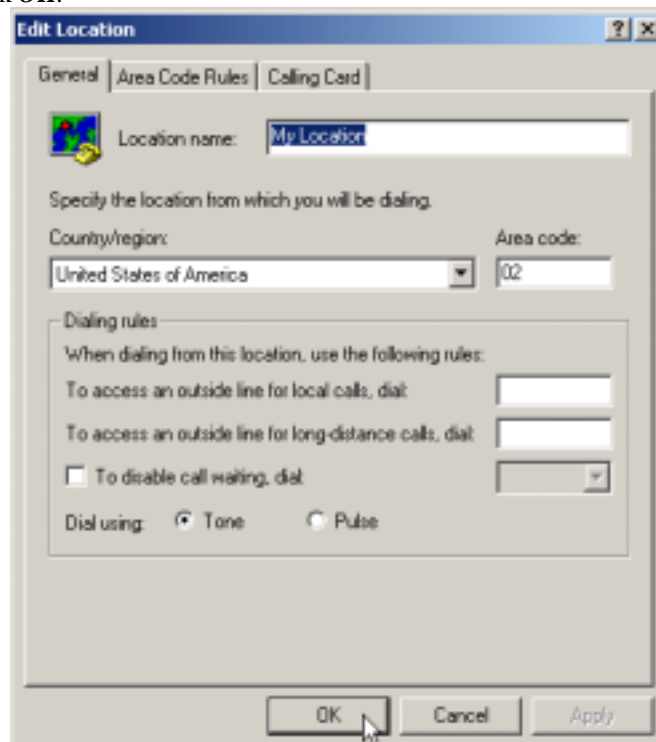 OK.
Edit Location
General Area Code Rules Calling Card
Location name: My Location
Specify the location from which you will be dialing.
Country/region: Area code:
United States of America 02
Dialing rules
When dialing from this location, use the following rules:
To access an outside line for local calls, dial:
To access an outside line for long-distance calls, dial:
To disable call waiting, dial:
Dial using: Tone Pulse
OK Cancel Apply